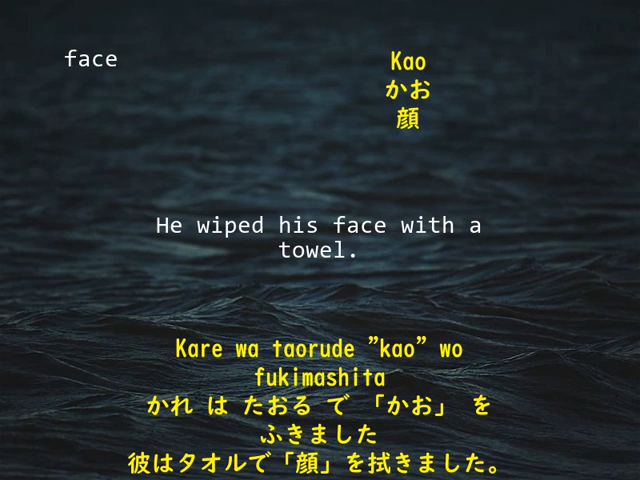 face
Kao
かお
顔
He wiped his face with a
towel.
Kare wa taorude ”kao” wo
fukimashita
かれ は たおる で 「かお」 を
ふきました
彼はタオルで「顔」を拭きました。